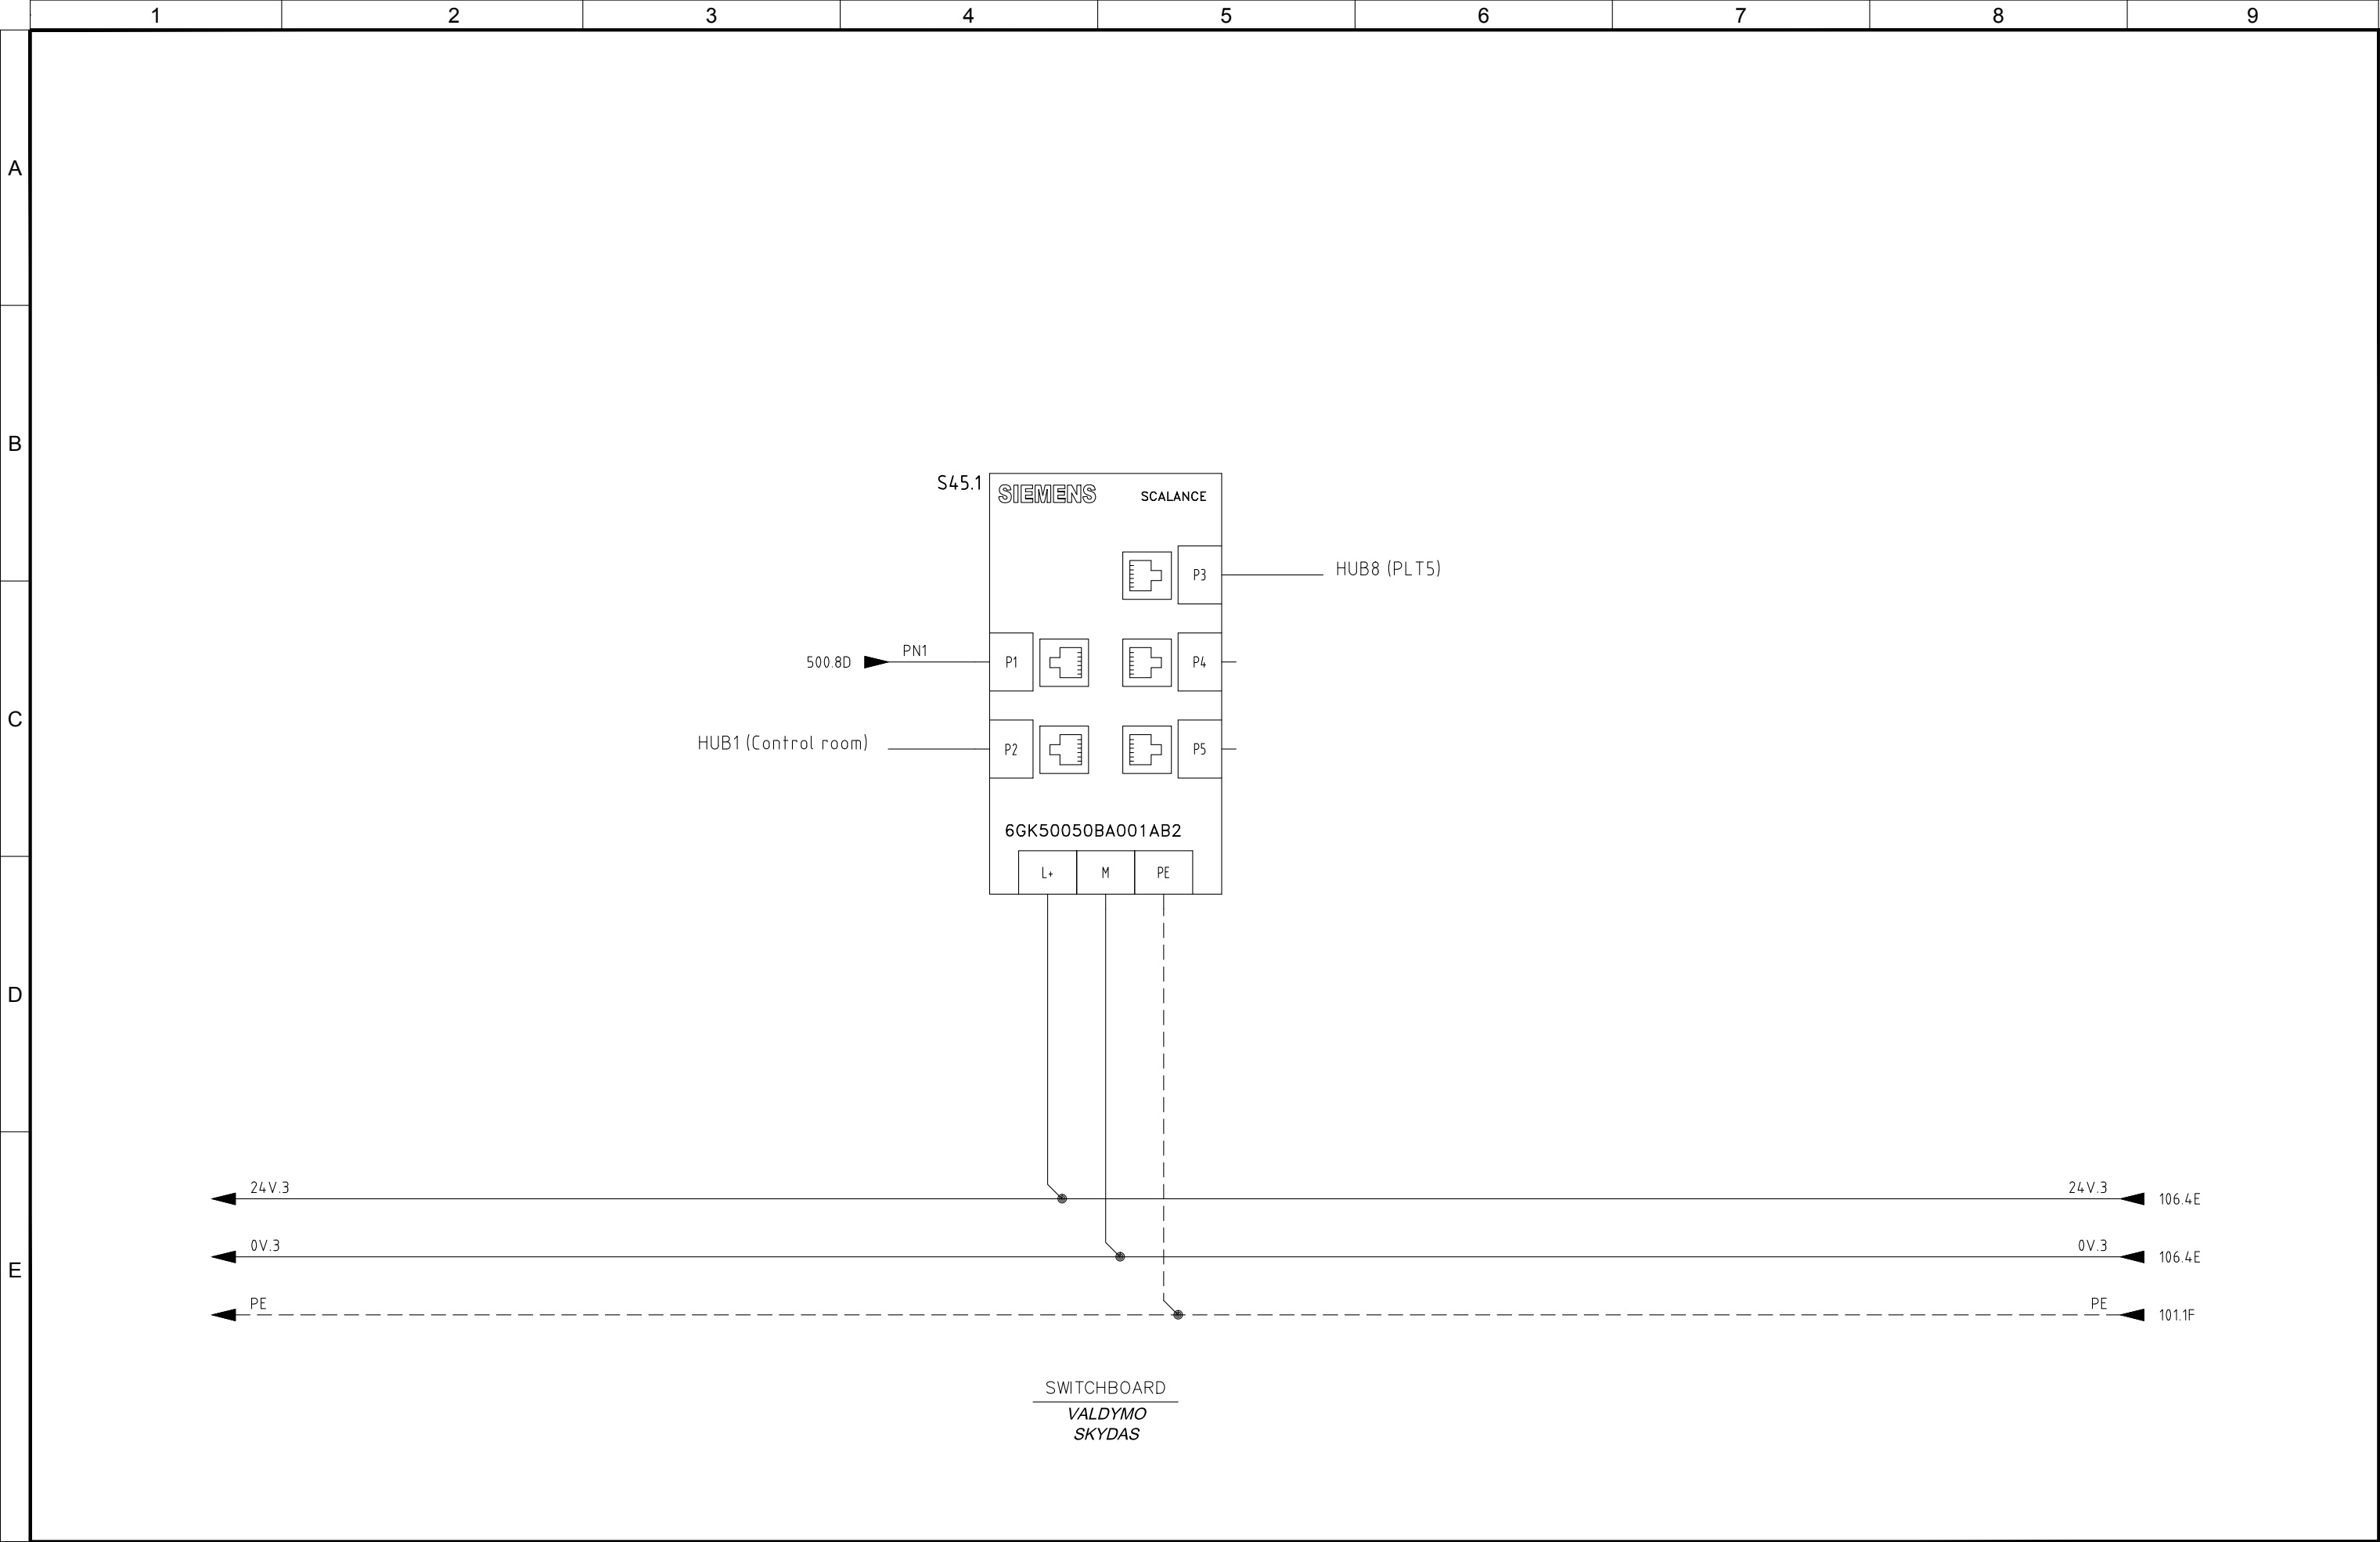 1 2 3 4 5 6 7 8 9
A
B
S45.1
SIEMENS SCALANCE
P3 HUB8 (PLT5)
500.8D PN1 P1 P4
C
HUB1 (Control room) P2 P5
6GK50050BA001AB2
L+ M PE
D
24V.3 24V.3 106.4E
0V.3 0V.3 106.4E
E
PE PE 101.1F
SWITCHBOARD
VALDYMO
SKYDAS